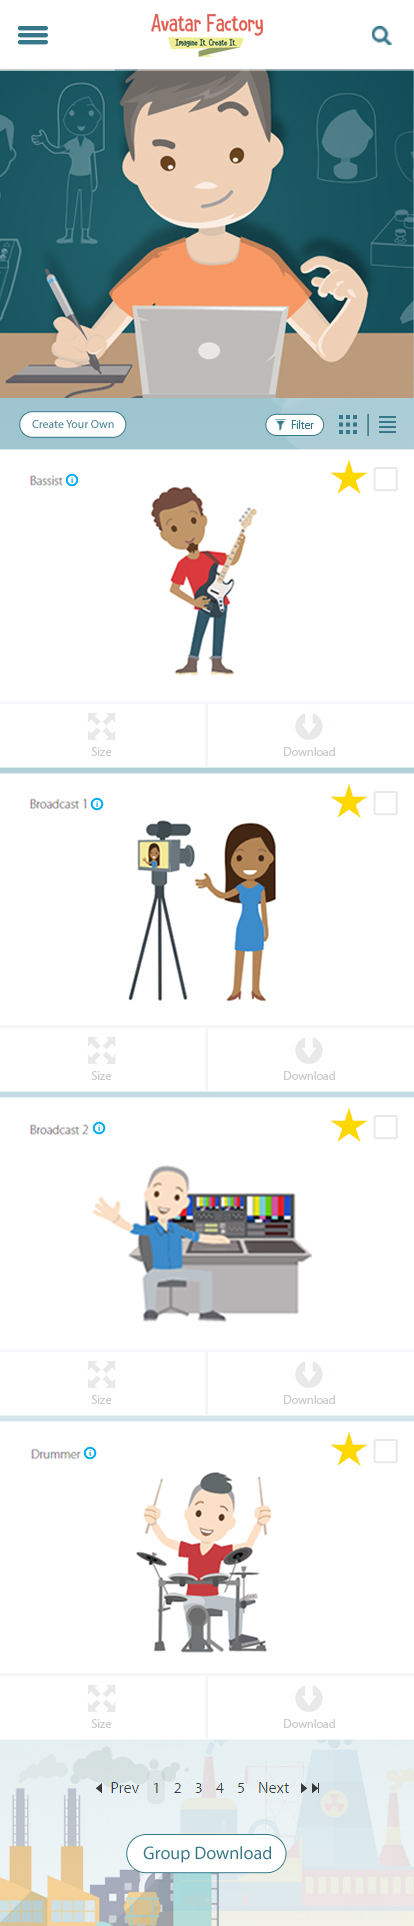 Avatar Factory
Imagine It. Create It.
Create Your Own
Filter
Bassist
Size
Download
Broadcast 1
Size
Download
Broadcast 2
Size
Download
Drummer
Size
Download
Prev 1 2 3 4 5 Next
Group Download